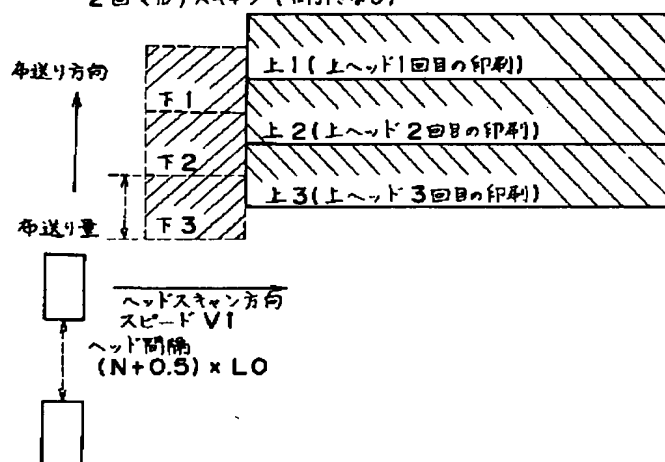 布送り方向
上1(上ヘッド1回目の印刷)
下1
上2(上ヘッド2回目の印刷)
下2
上3(上ヘッド3回目の印刷)
布送り量
下3
ヘッドスキャン方向
スピードV1
ヘッド間隔
(N+0.5)×L0